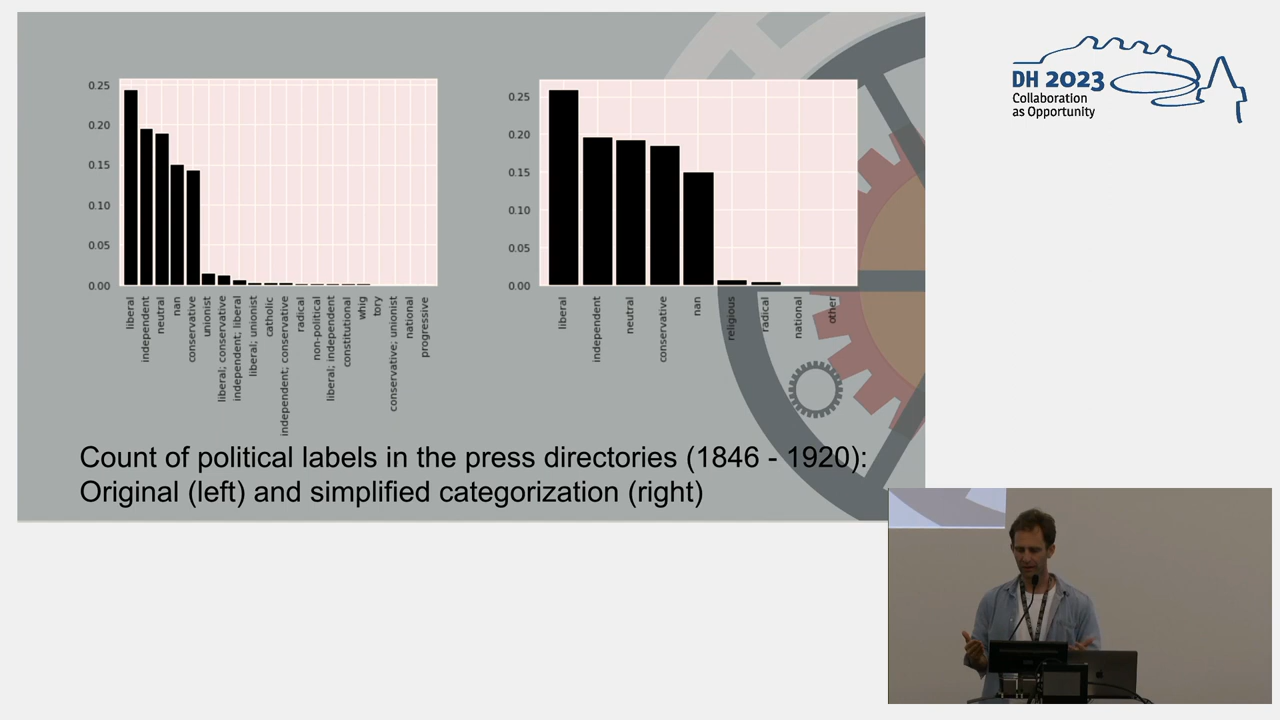 0.25
0.20
0.15
0.10
0.05
0.00
liberal
independent
neutral
nan
conservative
unionist
liberal; conservative
independent; liberal
liberal; unionist
catholic
independent; conservative
radical
non-political
liberal; independent
constitutional
whig
tory
conservative; unionist
national
progressive
0.25
0.20
0.15
0.10
0.05
0.00
liberal
independent
neutral
conservative
nan
religious
radical
national
other
Count of political labels in the press directories (1846 - 1920):
Original (left) and simplified categorization (right)
DH 2023
Collaboration
as Opportunity